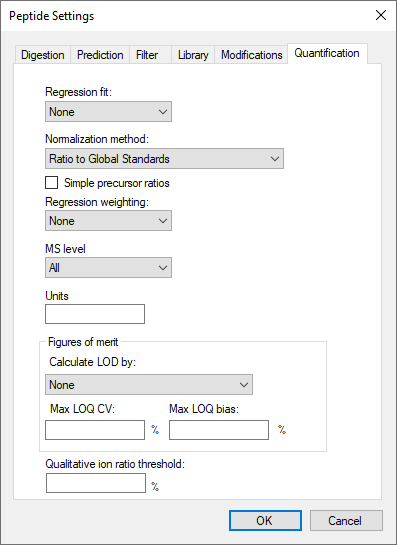 Peptide Settings
Digestion Prediction Filter Library Modifications Quantification
Regression fit:
None
Normalization method:
Ratio to Global Standards
Simple precursor ratios
Regression weighting:
None
MS level
All
Units
Figures of merit
Calculate LOD by:
None
Max LOQ CV: Max LOQ bias:
% %
Qualitative ion ratio threshold:
%
OK Cancel